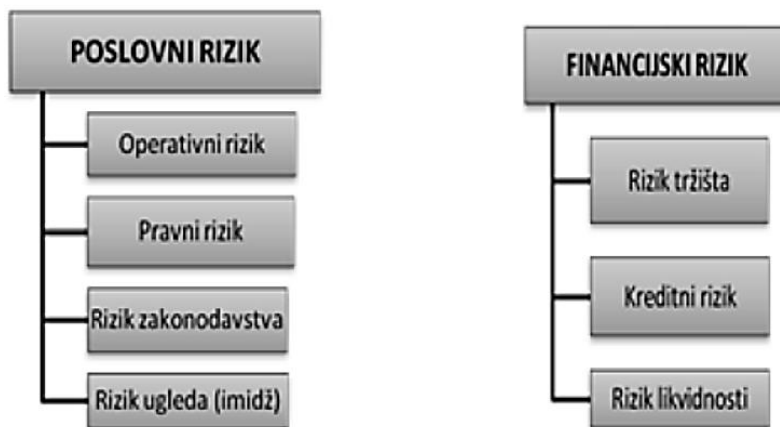 POSLOVNI RIZIK
Operativni rizik
Pravni rizik
Rizik zakonodavstva
Rizik ugleda (imidž)
FINANCIJSKI RIZIK
Rizik tržišta
Kreditni rizik
Rizik likvidnosti